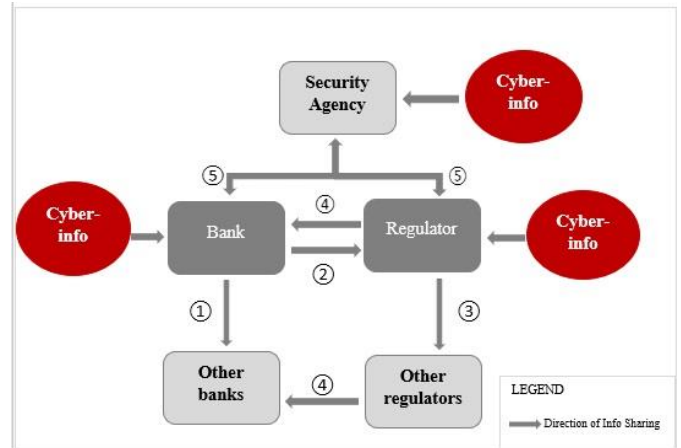 Security
Agency
Cyber-
info
⑤
⑤
Cyber-
info
Bank
④
②
Regulator
Cyber-
info
①
③
Other
banks
④
Other
regulators
LEGEND
Direction of Info Sharing